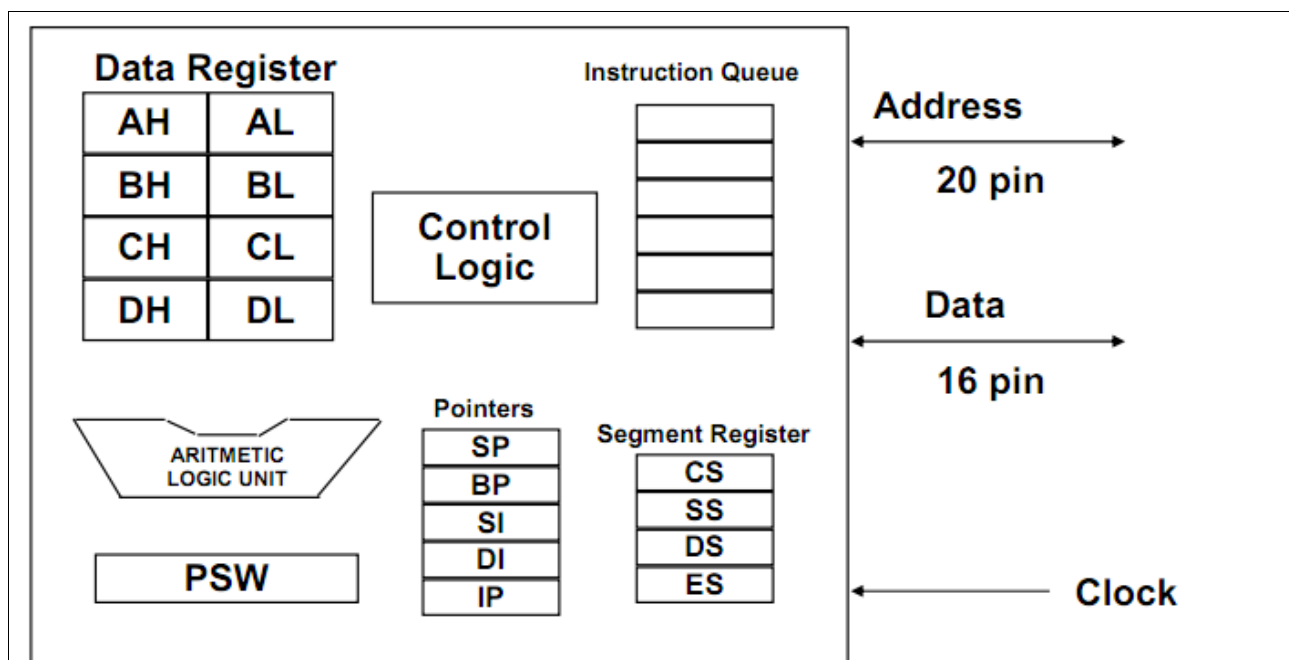 Data Register
AH AL
BH BL
CH CL
DH DL
Control
Logic
Instruction Queue
Address
20 pin
Data
16 pin
ARITMETIC
LOGIC UNIT
PSW
Pointers
SP
BP
SI
DI
IP
Segment Register
CS
SS
DS
ES
Clock